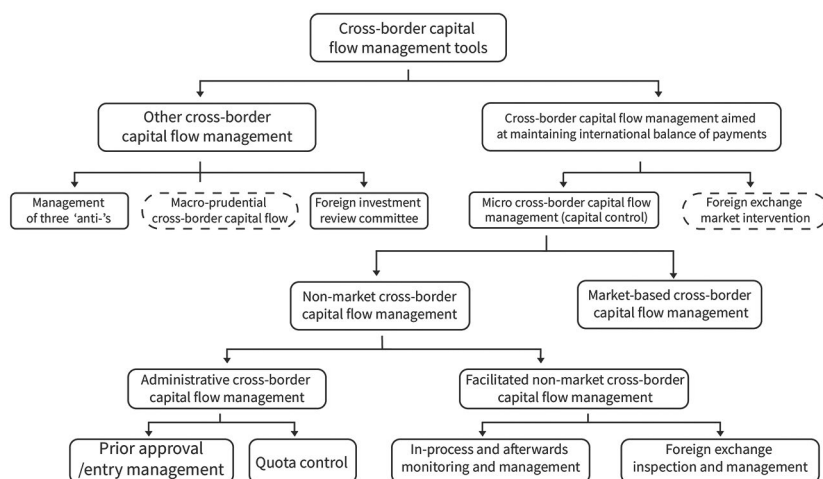 Cross-border capital
flow management tools
Other cross-border
capital flow management
Cross-border capital flow management aimed
at maintaining international balance of payments
Management
of three ‘anti-’s
Macro-prudential
cross-border capital flow
Foreign investment
review committee
Micro cross-border capital flow
management (capital control)
Foreign exchange
market intervention
Non-market cross-border
capital flow management
Market-based cross-border
capital flow management
Administrative cross-border
capital flow management
Facilitated non-market cross-border
capital flow management
Prior approval
/entry management
Quota control
In-process and afterwards
monitoring and management
Foreign exchange
inspection and management